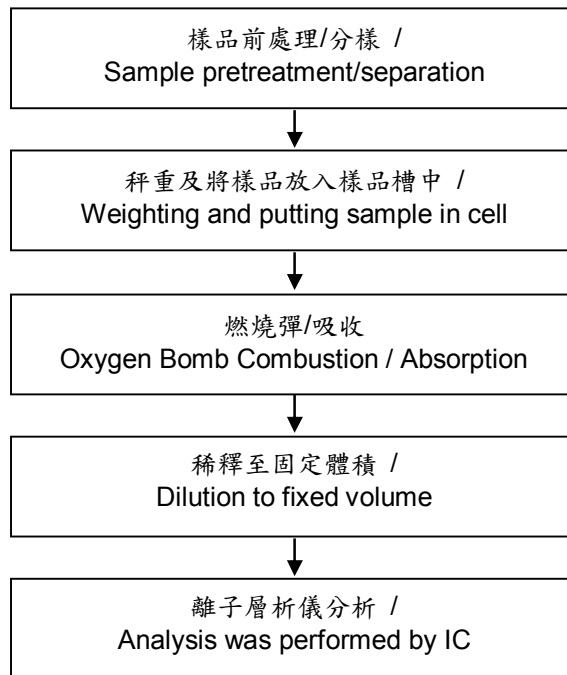 樣品前處理/分樣 /
Sample pretreatment/separation
秤重及將樣品放入樣品槽中 /
Weighting and putting sample in cell
燃燒彈/吸收
Oxygen Bomb Combustion / Absorption
稀釋至固定體積 /
Dilution to fixed volume
離子層析儀分析 /
Analysis was performed by IC